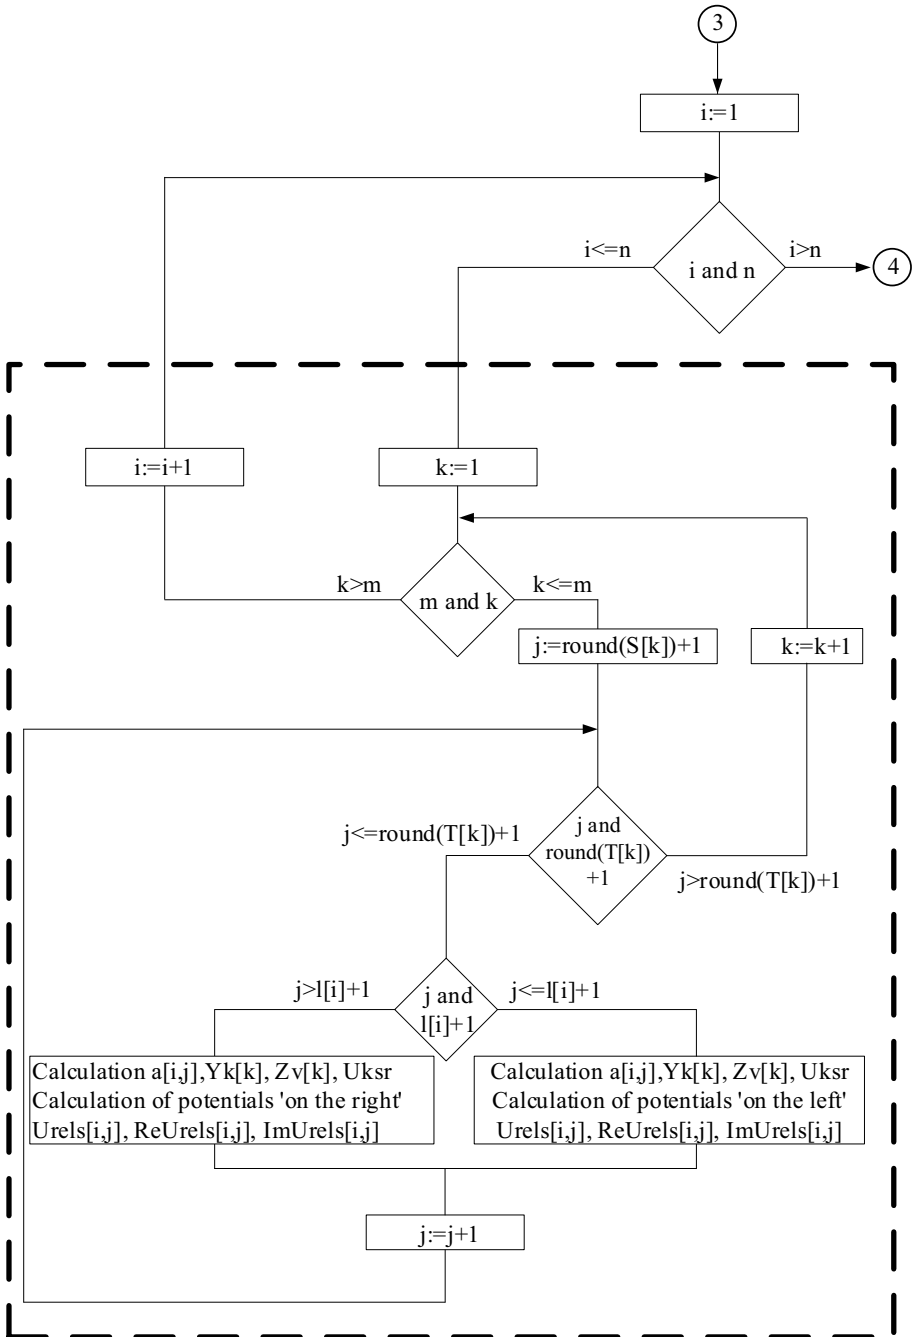 3
i:=1
i<=n
i>n
i and n
4
i:=i+1
k:=1
k>m
k<=m
m and k
j:=round(S[k])+1
k:=k+1
j<=round(T[k])+1
j and
round(T[k])
+1
j>round(T[k])+1
j>l[i]+1
j<=l[i]+1
j and
l[i]+1
Calculation a[i,j],Yk[k], Zv[k], Uksr
Calculation of potentials 'on the right'
Urels[i,j], ReUrels[i,j], ImUrels[i,j]
Calculation a[i,j],Yk[k], Zv[k], Uksr
Calculation of potentials 'on the left'
Urels[i,j], ReUrels[i,j], ImUrels[i,j]
j:=j+1